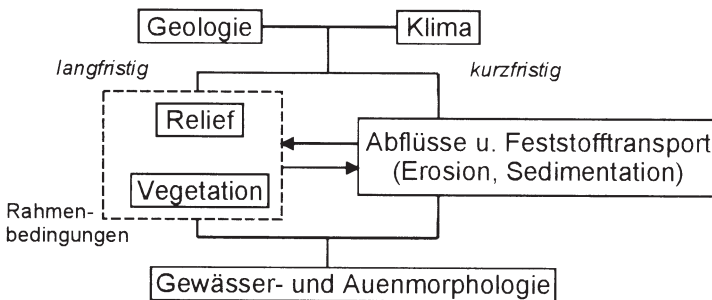 Geologie
Klima
langfristig
kurzfristig
Relief
Abflüsse u. Feststofftransport
(Erosion, Sedimentation)
Vegetation
Rahmen-
bedingungen
Gewässer- und Auenmorphologie